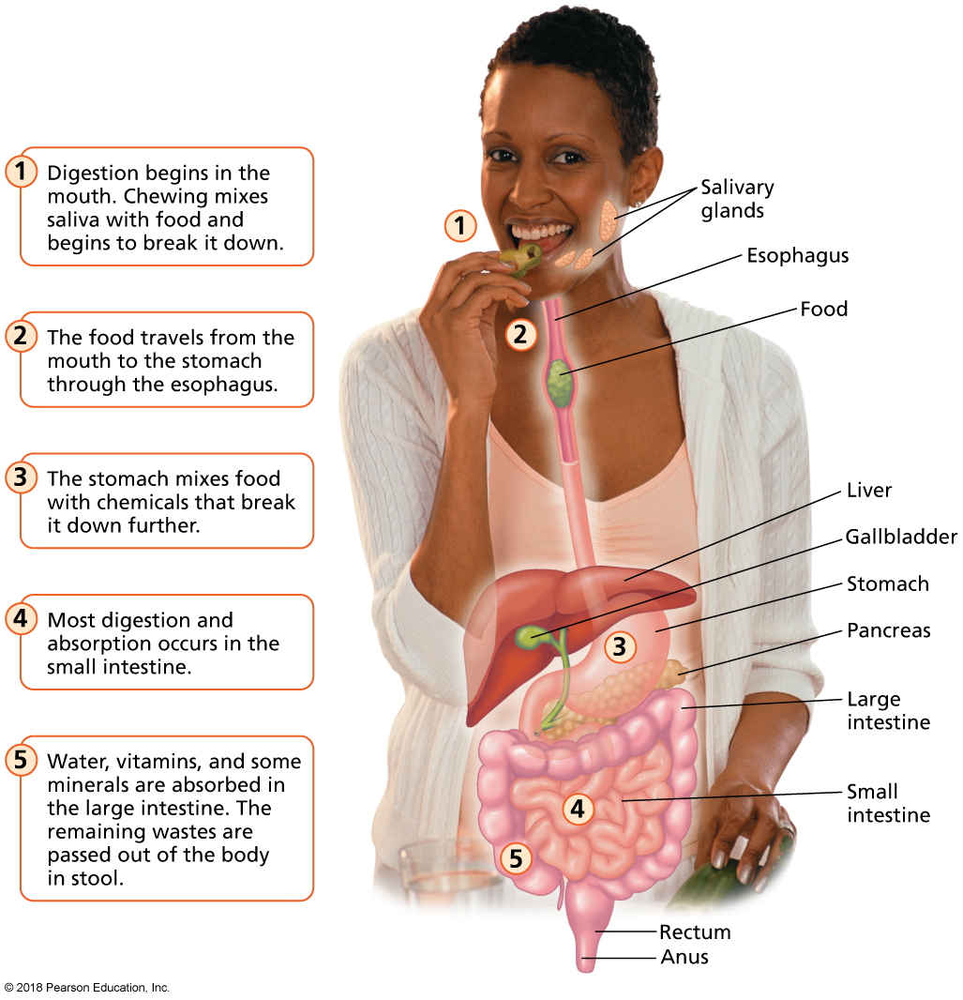 1
Digestion begins in the
mouth. Chewing mixes
saliva with food and
begins to break it down.
2
The food travels from the
mouth to the stomach
through the esophagus.
3
The stomach mixes food
with chemicals that break
it down further.
4
Most digestion and
absorption occurs in the
small intestine.
5
Water, vitamins, and some
minerals are absorbed in
the large intestine. The
remaining wastes are
passed out of the body
in stool.
1
Salivary
glands
Esophagus
2
Food
Liver
Gallbladder
Stomach
3
Pancreas
Large
intestine
4
Small
intestine
5
Rectum
Anus
© 2018 Pearson Education, Inc.